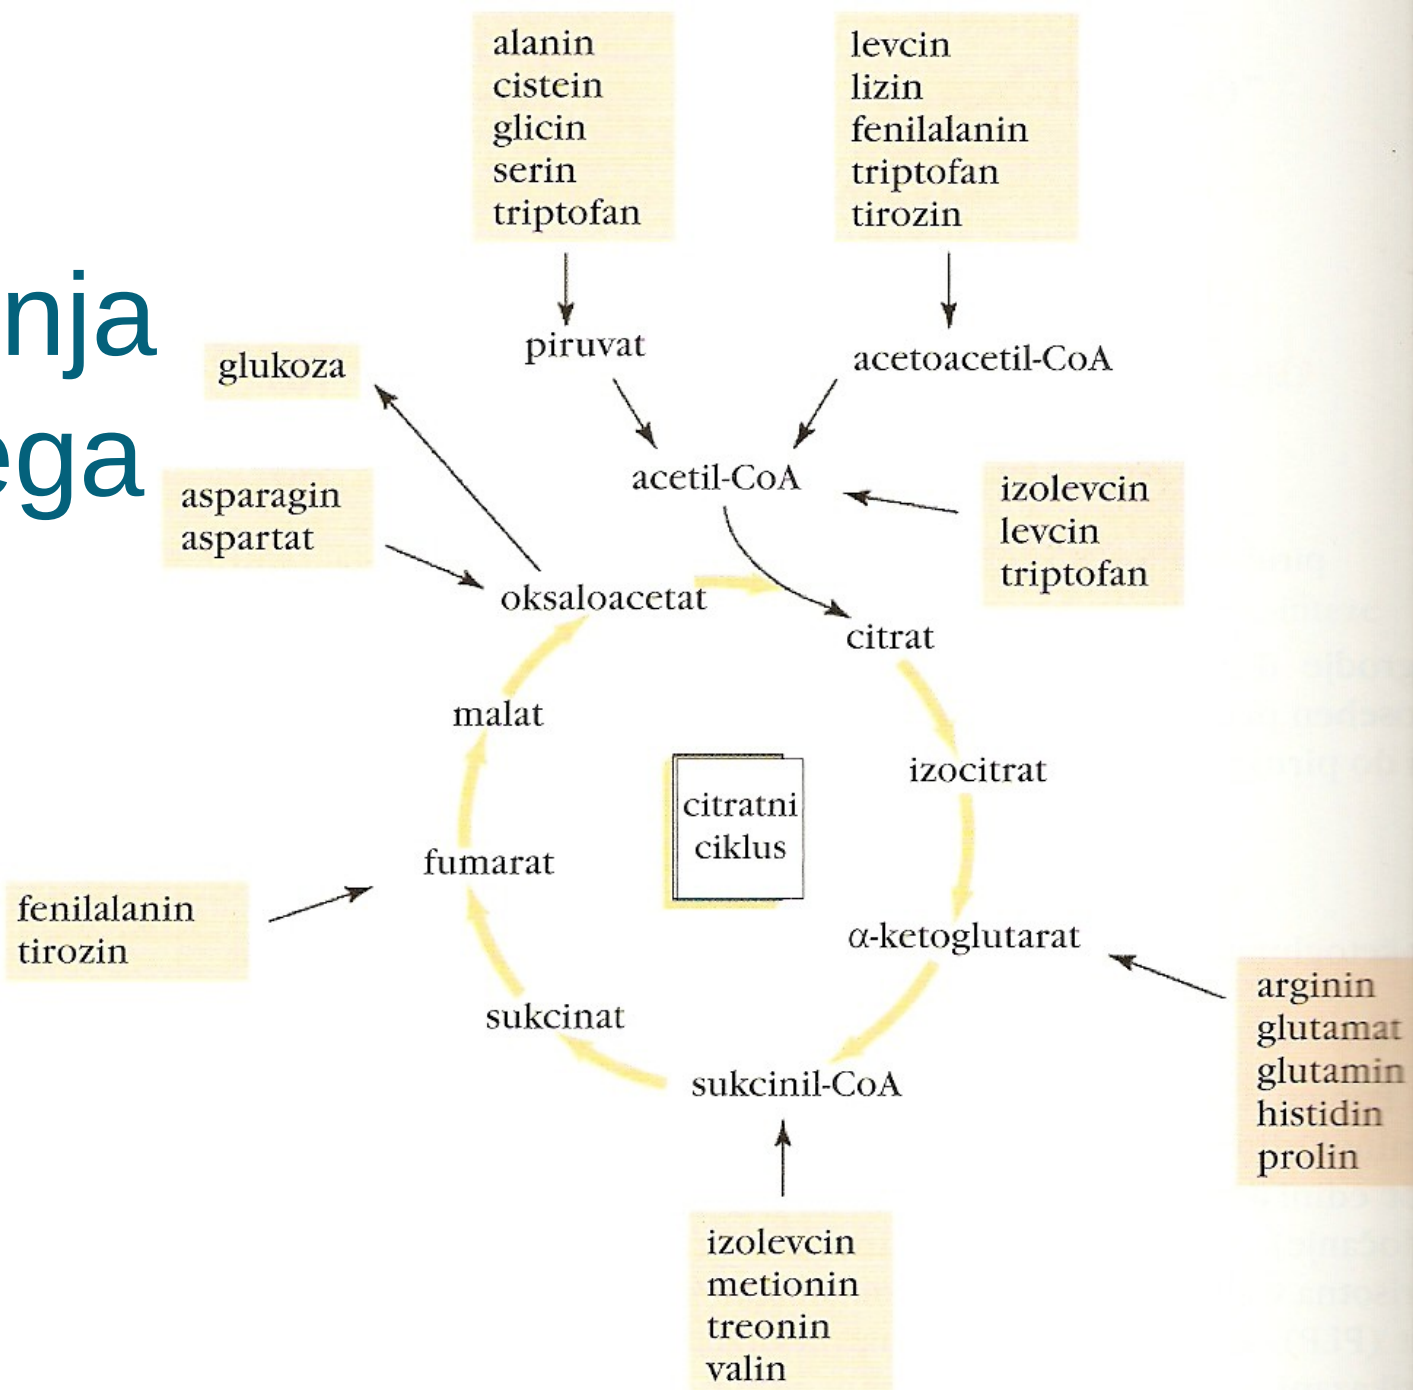 alanin
cistein
glicin
serin
triptofan
levcin
lizin
fenilalanin
triptofan
tirozin
nja
ega
glukoza
piruvat
acetoacetil-CoA
asparagin
aspartat
acetil-CoA
izolevcin
levcin
triptofan
oksaloacetat
citrat
malat
izocitrat
citratni
ciklus
fumarat
fenilalanin
tirozin
α-ketoglutarat
arginin
glutamat
glutamin
histidin
prolin
sukcinat
sukcinil-CoA
izolevcin
metionin
treonin
valin